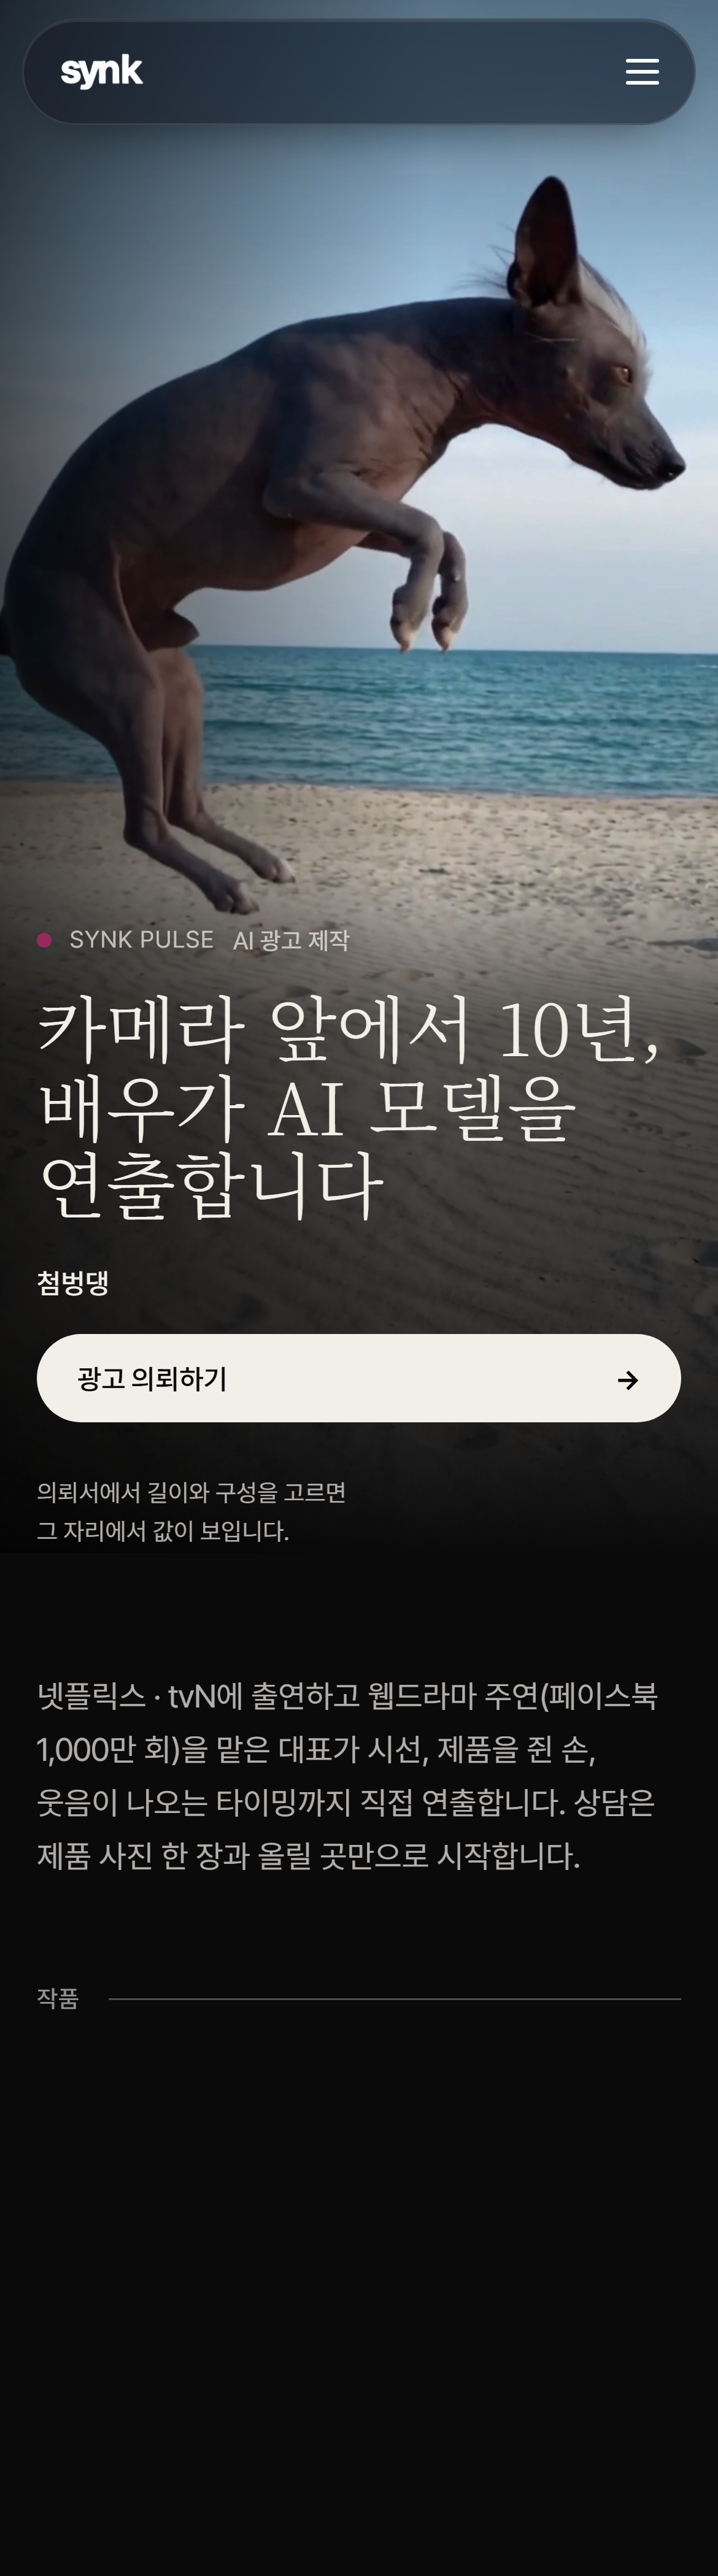 synk
SYNK PULSE AI 광고 제작
카메라 앞에서 10년,
배우가 AI 모델을
연출합니다
첨벙댕
광고 의뢰하기 →
의뢰서에서 길이와 구성을 고르면
그 자리에서 값이 보입니다.
넷플릭스 · tvN에 출연하고 웹드라마 주연(페이스북
1,000만 회)을 맡은 대표가 시선, 제품을 쥔 손,
웃음이 나오는 타이밍까지 직접 연출합니다. 상담은
제품 사진 한 장과 올릴 곳만으로 시작합니다.
작품